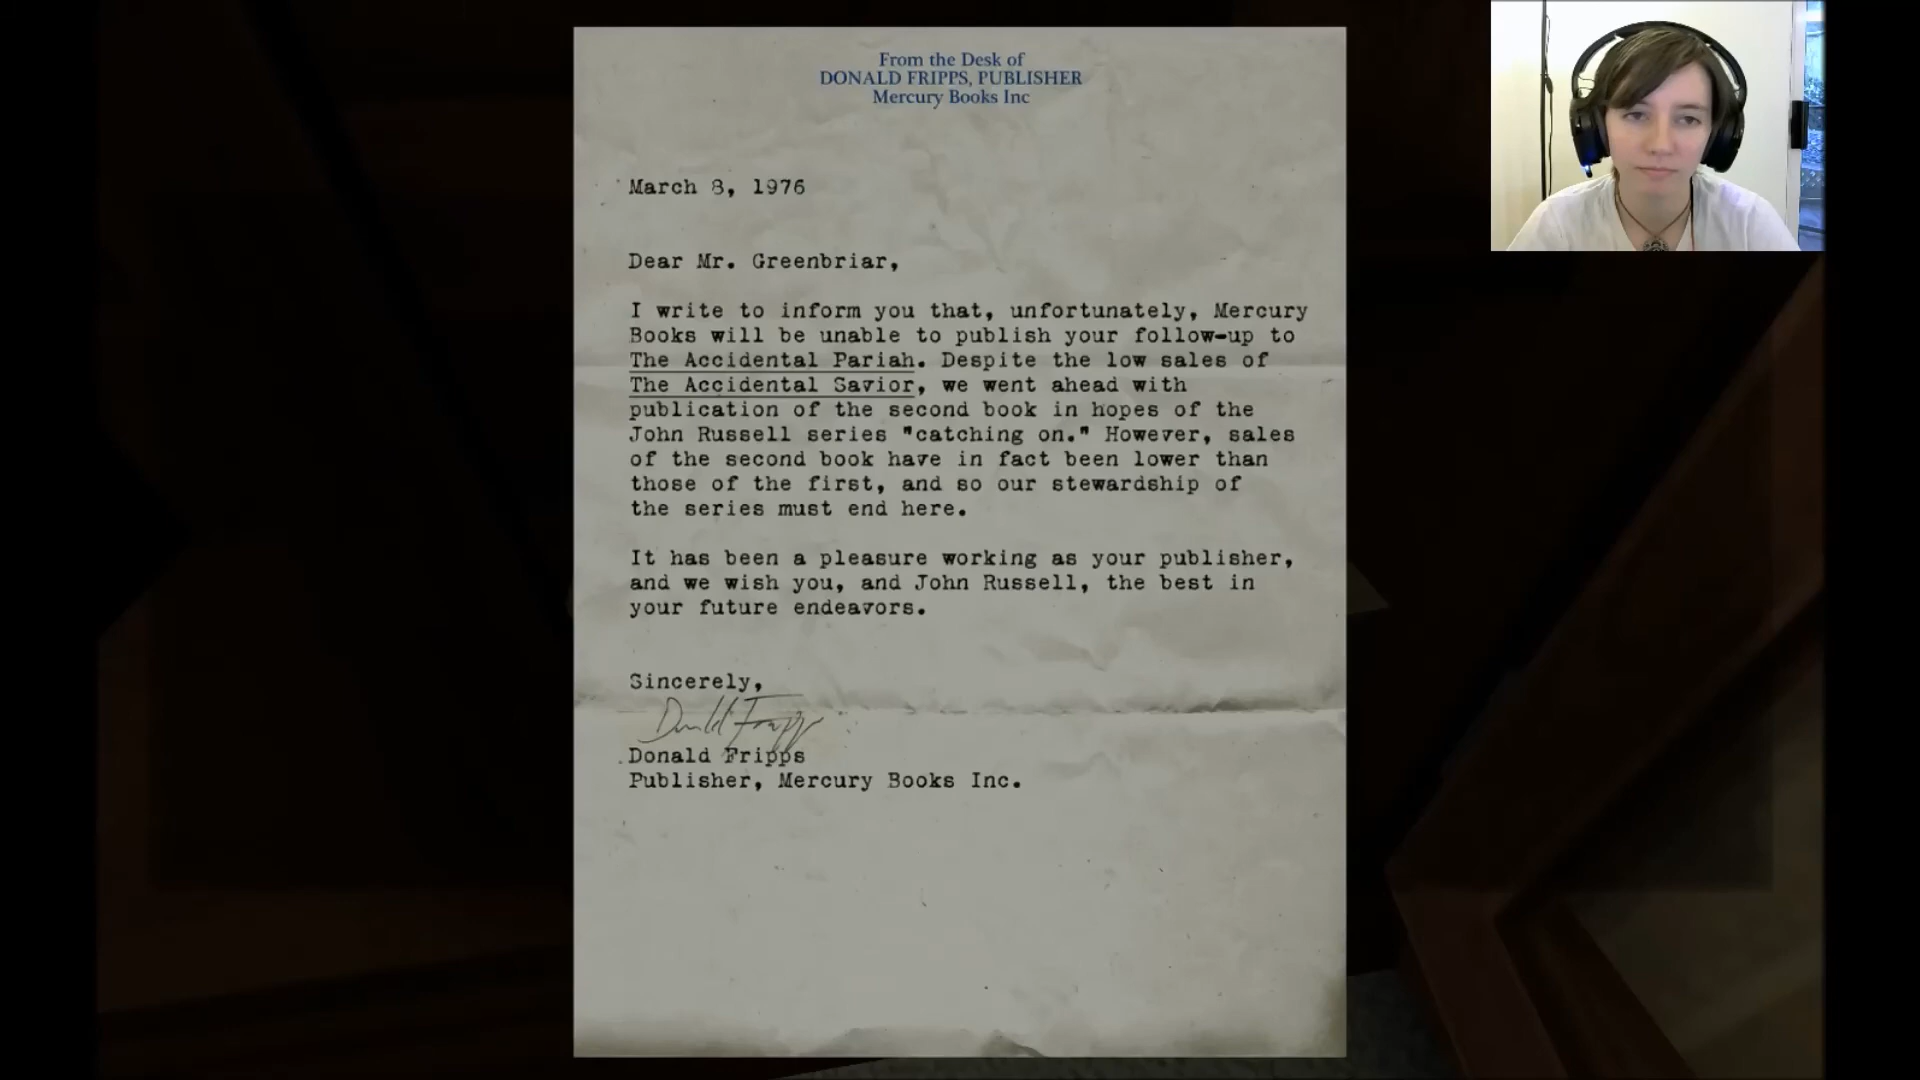 From the Desk of
DONALD FRIPPS, PUBLISHER
Mercury Books Inc
March 8, 1976
Dear Mr. Greenbriar,
I write to inform you that, unfortunately, Mercury
Books will be unable to publish your follow-up to
The Accidental Pariah. Despite the low sales of
The Accidental Savior, we went ahead with
publication of the second book in hopes of the
John Russell series "catching on." However, sales
of the second book have in fact been lower than
those of the first, and so our stewardship of
the series must end here.
It has been a pleasure working as your publisher,
and we wish you, and John Russell, the best in
your future endeavors.
Sincerely,
Donald Fripps
Donald Fripps
Publisher, Mercury Books Inc.